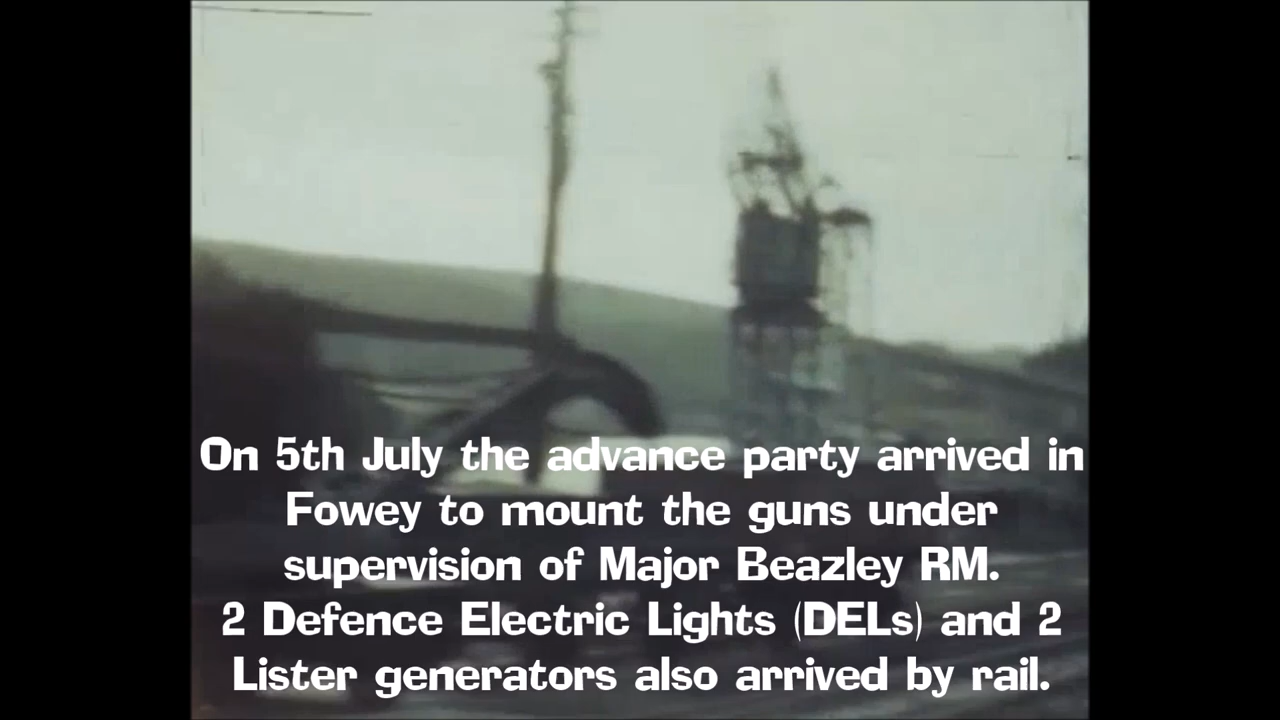 On 5th July the advance party arrived in
Fowey to mount the guns under
supervision of Major Beazley RM.
2 Defence Electric Lights (DELs) and 2
Lister generators also arrived by rail.